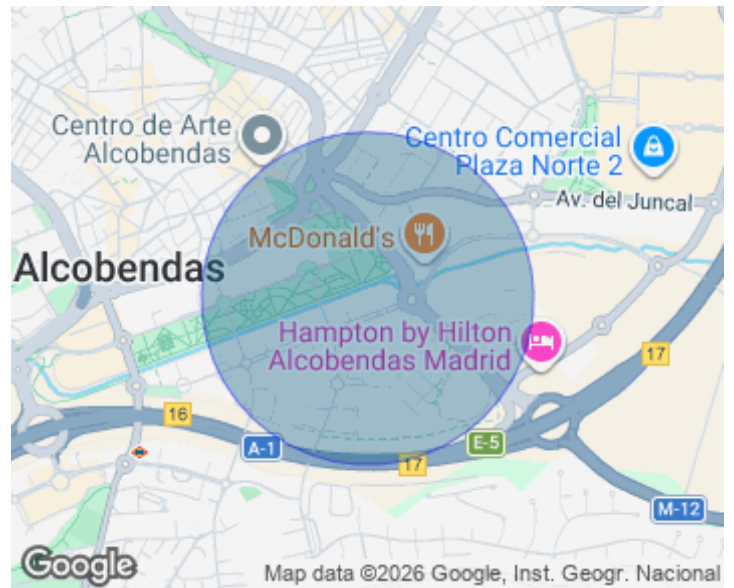 Centro de Arte
Alcobendas
Centro Comercial
Plaza Norte 2
Av. del Juncal
McDonald's
Alcobendas
Hampton by Hilton
Alcobendas Madrid
17
16
A-1
E-5
17
M-12
Google
Map data ©2026 Google, Inst. Geogr. Nacional